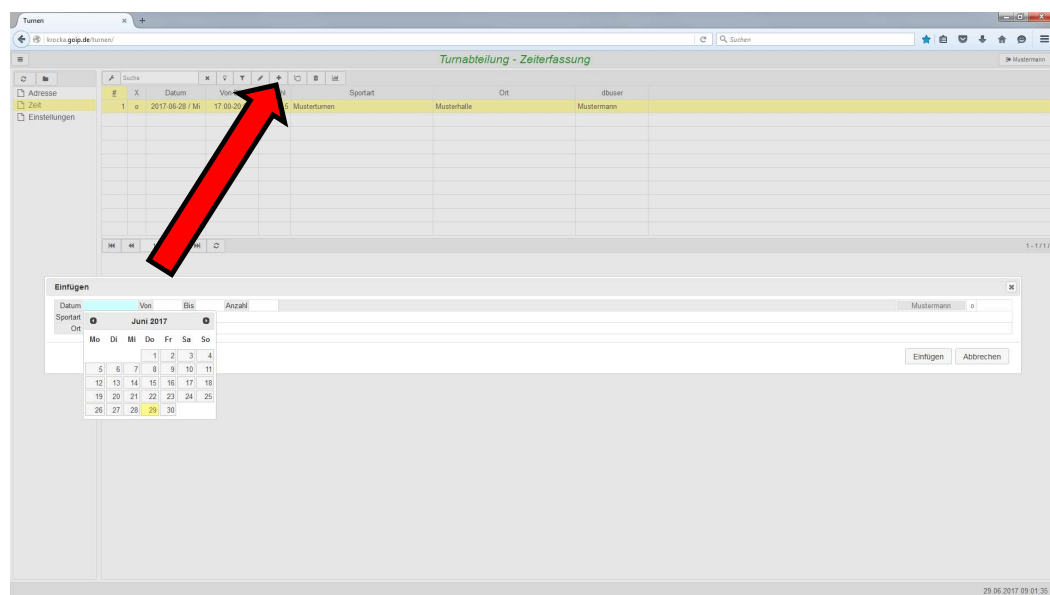 Turnen
krocka.goip.de/turnen/
Suchen
Turnabteilung - Zeiterfassung
Mustermann
Suche
Adresse
Zeit
Einstellungen
# X Datum Sportart Ort dbuser
1 o 2017-06-28 / Mi 17:00-20 5 Musterturnen Musterhalle Mustermann
Einfügen
Datum Von Bis Anzahl Mustermann o
Sportart
Ort
Juni 2017
Mo Di Mi Do Fr Sa So
1 2 3 4
5 6 7 8 9 10 11
12 13 14 15 16 17 18
19 20 21 22 23 24 25
26 27 28 29 30
Einfügen Abbrechen
29.06.2017 09:01:35